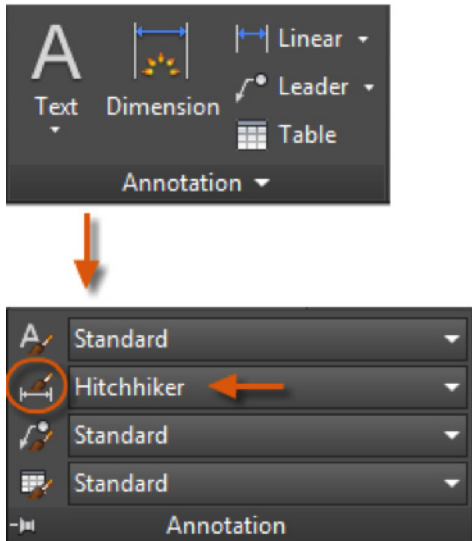 Linear
Text Dimension Leader
Table
Annotation
Standard
Hitchhiker
Standard
Standard
Annotation